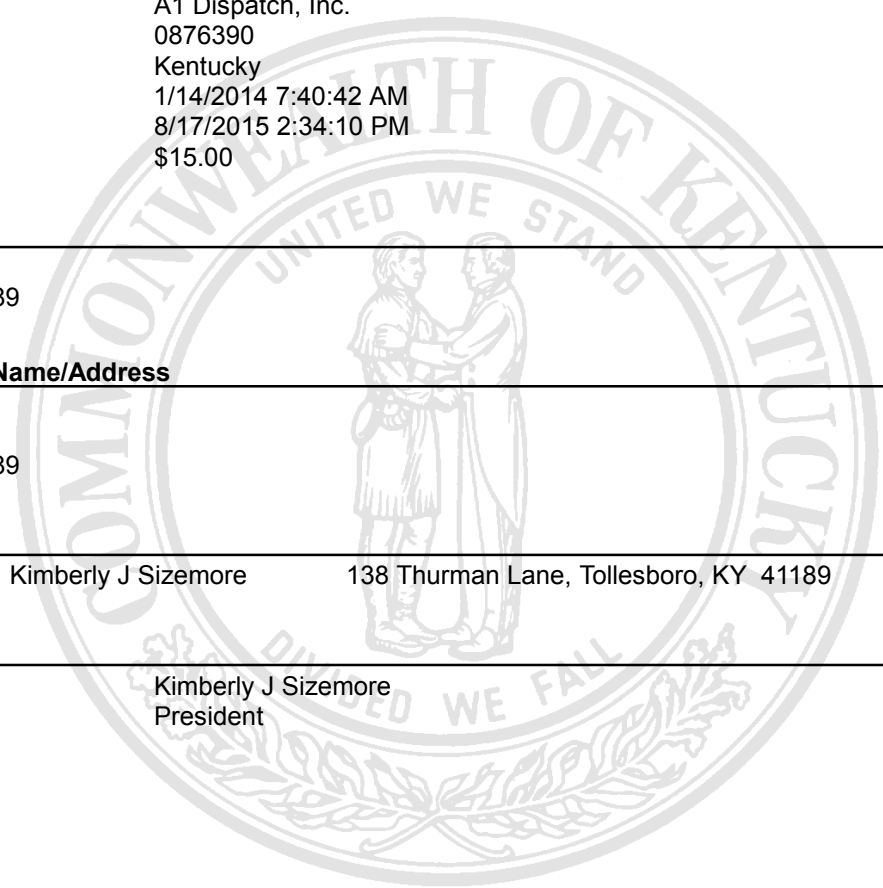 A1 Dispatch, Inc.
0876390
Kentucky
1/14/2014 7:40:42 AM
8/17/2015 2:34:10 PM
$15.00
COMMONWEALTH OF KENTUCKY
UNITED WE STAND
39
Name/Address
39
Kimberly J Sizemore 138 Thurman Lane, Tollesboro, KY 41189
DIVIDED WE FALL
Kimberly J Sizemore
President